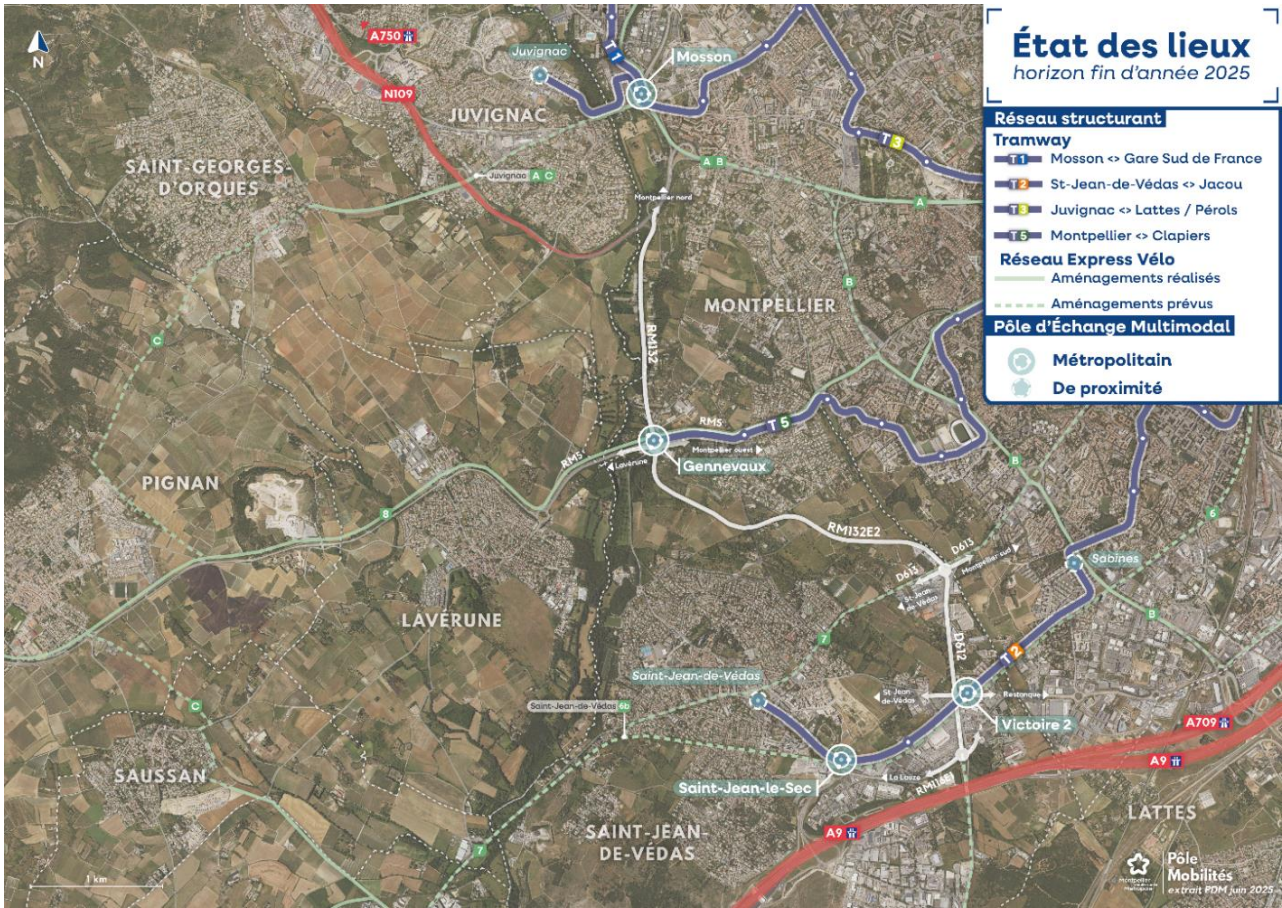 État des lieux
horizon fin d'année 2025
Réseau structurant
Tramway
T1 Mosson <> Gare Sud de France
T2 St-Jean-de-Védas <> Jacou
T3 Juvignac <> Lattes / Pérols
T5 Montpellier <> Clapiers
Réseau Express Vélo
Aménagements réalisés
Aménagements prévus
Pôle d'Échange Multimodal
Métropolitain
De proximité
N
A750
Juvignac
T1
Mosson
N109
JUVIGNAC
T3
SAINT-GEORGES-
D'ORQUES
A B
Juvignac A C
Montpellier nord
A
B
MONTPELLIER
C
RM132
RM5
T5
Montpellier ouest
Gennevaux
Lavérune
RM5
B
PIGNAN
8
6
RM132E2
D613
Montpellier sud
D613
St-Jean
de Védas
Sabines
LAVÉRUNE
7
B
D612
T2
Saint-Jean-de-Védas
St-Jean
de-Védas
Restanque
C
Saint-Jean-de-Védas 6b
Victoire 2
A709
A9
SAUSSAN
Saint-Jean-le-Sec
La Lauze
RM116E1
LATTES
A9
SAINT-JEAN-
DE-VÉDAS
7
1 km
Pôle
Mobilités
extrait PDM juin 2025
montpellier
Métropole